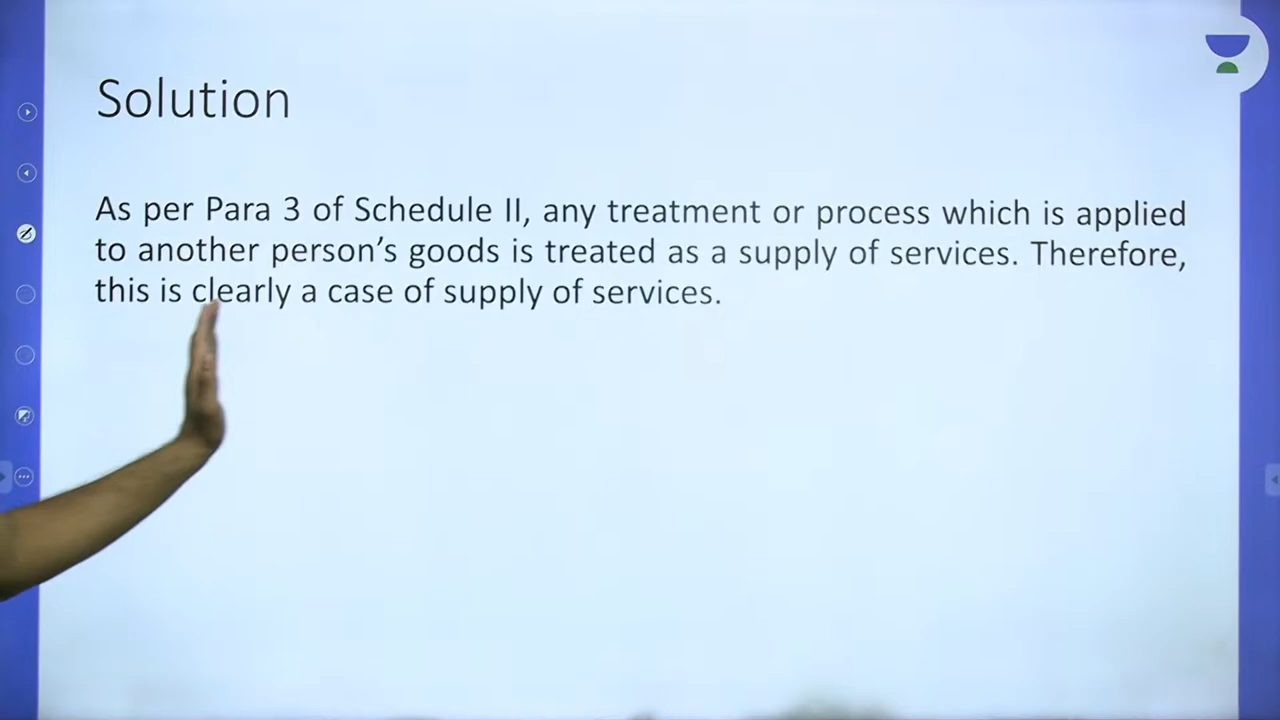 Solution
As per Para 3 of Schedule II, any treatment or process which is applied
to another person’s goods is treated as a supply of services. Therefore,
this is clearly a case of supply of services.